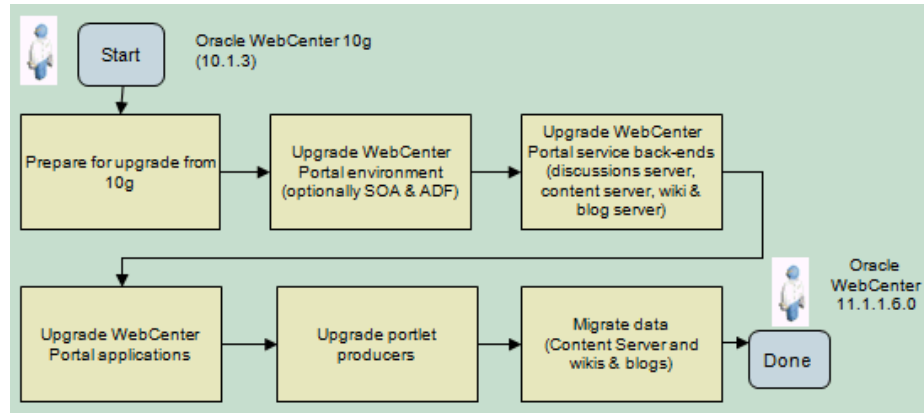 Start
Oracle WebCenter 10g
(10.1.3)
Prepare for upgrade from
10g
Upgrade WebCenter
Portal environment
(optionally SOA & ADF)
Upgrade WebCenter
Portal service back-ends
(discussions server,
content server, wiki &
blog server)
Upgrade WebCenter
Portal applications
Upgrade portlet
producers
Migrate data
(Content Server and
wikis & blogs)
Oracle
WebCenter
11.1.1.6.0
Done